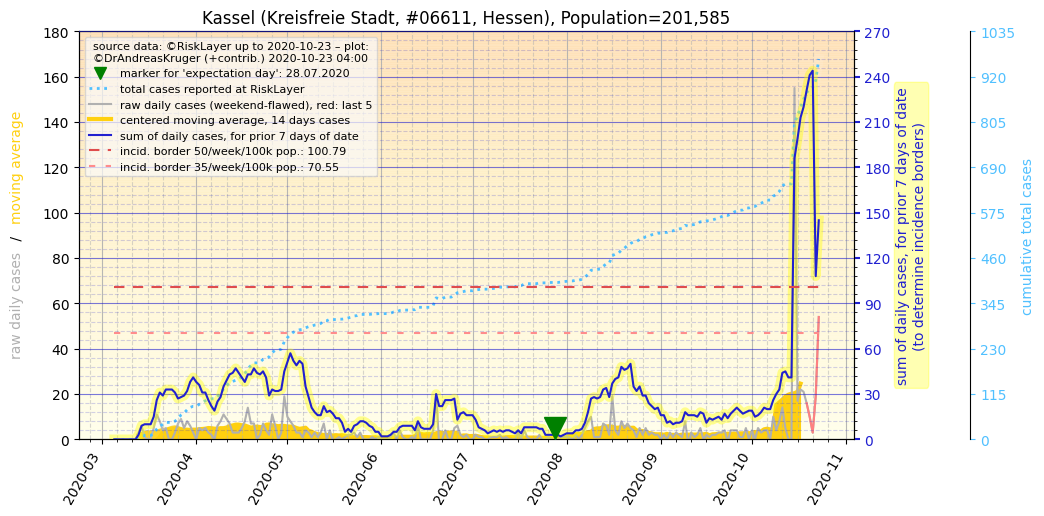 Kassel (Kreisfreie Stadt, #06611, Hessen), Population=201,585
source data: ©RiskLayer up to 2020-10-23 – plot:
©DrAndreasKruger (+contrib.) 2020-10-23 04:00
marker for 'expectation day': 28.07.2020
total cases reported at RiskLayer
raw daily cases (weekend-flawed), red: last 5
centered moving average, 14 days cases
sum of daily cases, for prior 7 days of date
incid. border 50/week/100k pop.: 100.79
incid. border 35/week/100k pop.: 70.55
raw daily cases / moving average
180
160
140
120
100
80
60
40
20
0
270
240
210
180
150
120
90
60
30
0
sum of daily cases, for prior 7 days of date
(to determine incidence borders)
1035
920
805
690
575
460
345
230
115
0
cumulative total cases
2020-03
2020-04
2020-05
2020-06
2020-07
2020-08
2020-09
2020-10
2020-11